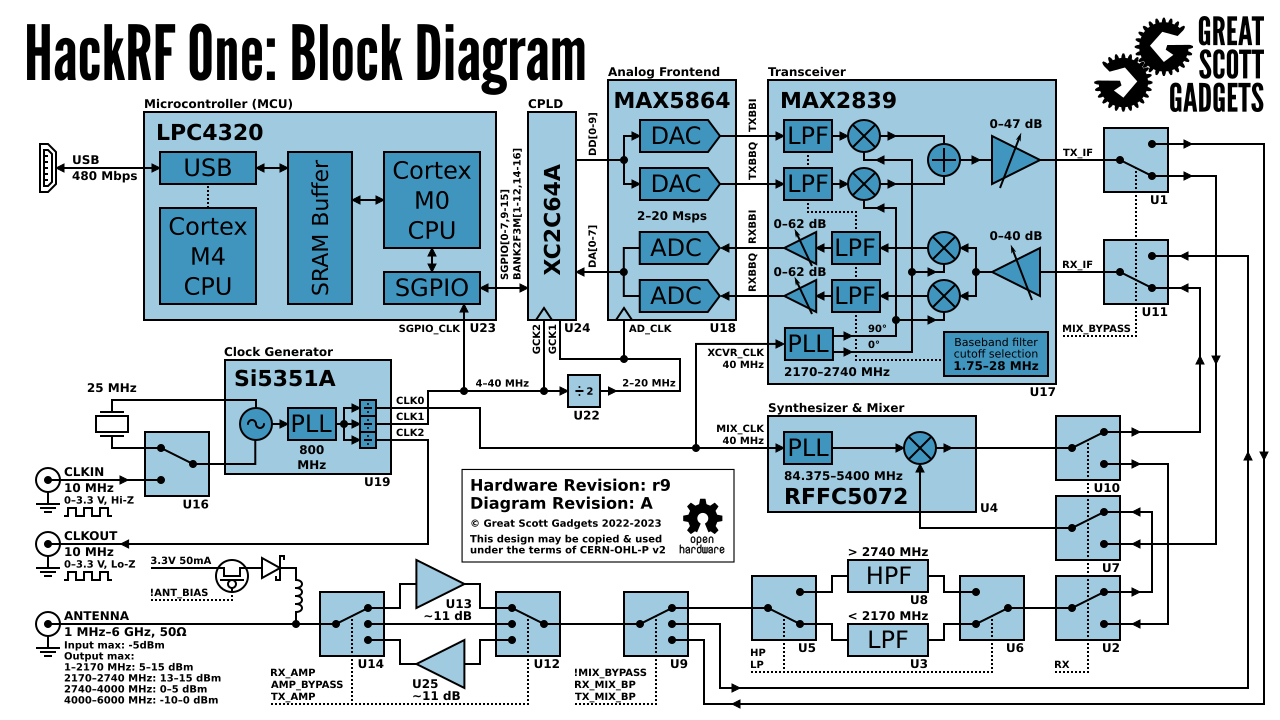 HackRF One: Block Diagram
GREAT
SCOTT
GADGETS
Microcontroller (MCU)
LPC4320
USB
480 Mbps
USB
Cortex
M4
CPU
SRAM Buffer
Cortex
M0
CPU
SGPIO
SGPIO_CLK
U23
SGPIO[0-7,9-15]
BANK2F3M[1-12,14-16]
CPLD
XC2C64A
U24
GCK2
GCK1
DD[0-9]
DA[0-7]
Analog Frontend
MAX5864
DAC
DAC
2–20 Msps
ADC
ADC
AD_CLK
U18
TXBBI
TXBBQ
RXBBI
RXBBQ
Transceiver
MAX2839
LPF
LPF
0–47 dB
0–62 dB
LPF
0–62 dB
LPF
0–40 dB
PLL
90°
0°
2170–2740 MHz
Baseband filter
cutoff selection
1.75–28 MHz
U17
XCVR_CLK
40 MHz
TX_IF
U1
RX_IF
U11
MIX_BYPASS
Clock Generator
Si5351A
PLL
800
MHz
÷
÷
÷
CLK0
CLK1
CLK2
U19
4–40 MHz
÷2
U22
2–20 MHz
25 MHz
U16
CLKIN
10 MHz
0–3.3 V, Hi-Z
CLKOUT
10 MHz
0–3.3 V, Lo-Z
Synthesizer & Mixer
MIX_CLK
40 MHz
PLL
84.375–5400 MHz
RFFC5072
U4
U10
U7
Hardware Revision: r9
Diagram Revision: A
© Great Scott Gadgets 2022-2023
This design may be copied & used
under the terms of CERN-OHL-P v2
open
hardware
3.3V 50mA
!ANT_BIAS
ANTENNA
1 MHz–6 GHz, 50Ω
Input max: -5dBm
Output max:
1–2170 MHz: 5–15 dBm
2170–2740 MHz: 13–15 dBm
2740–4000 MHz: 0–5 dBm
4000–6000 MHz: -10–0 dBm
U14
U13
~11 dB
U25
~11 dB
U12
RX_AMP
AMP_BYPASS
TX_AMP
U9
!MIX_BYPASS
RX_MIX_BP
TX_MIX_BP
U5
HP
LP
> 2740 MHz
HPF
U8
< 2170 MHz
LPF
U3
U6
U2
RX